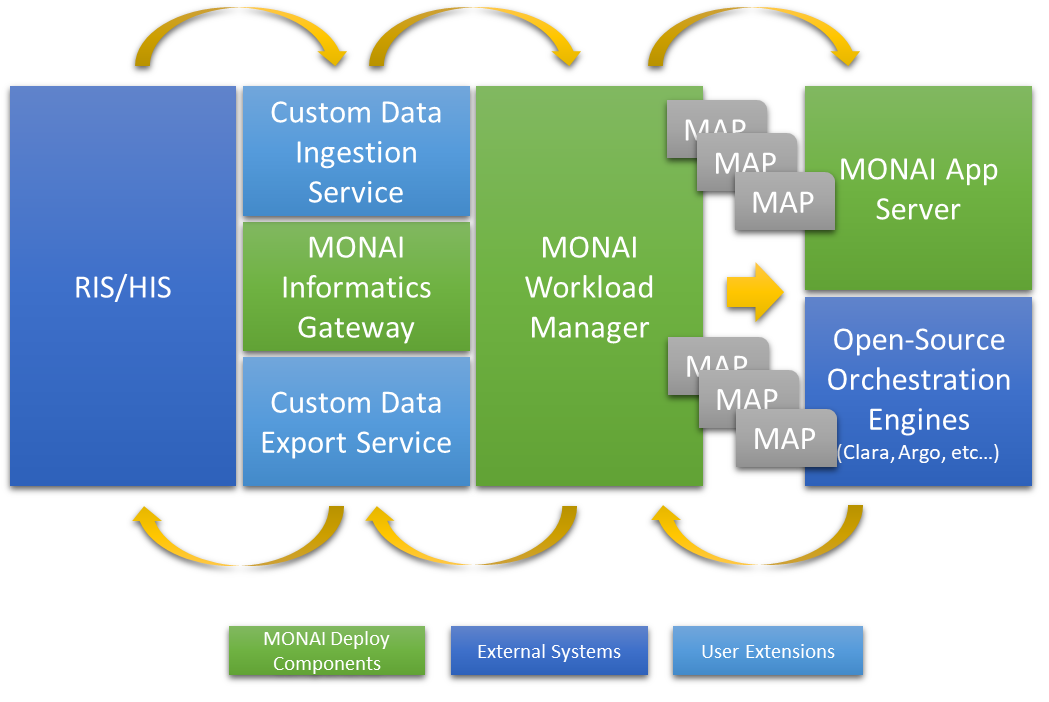 RIS/HIS
Custom Data
Ingestion
Service
MONAI
Informatics
Gateway
Custom Data
Export Service
MONAI
Workload
Manager
MAP
MAP
MAP
MAP
MAP
MAP
MONAI App
Server
Open-Source
Orchestration
Engines
(Clara, Argo, etc…)
MONAI Deploy
Components
External Systems
User Extensions